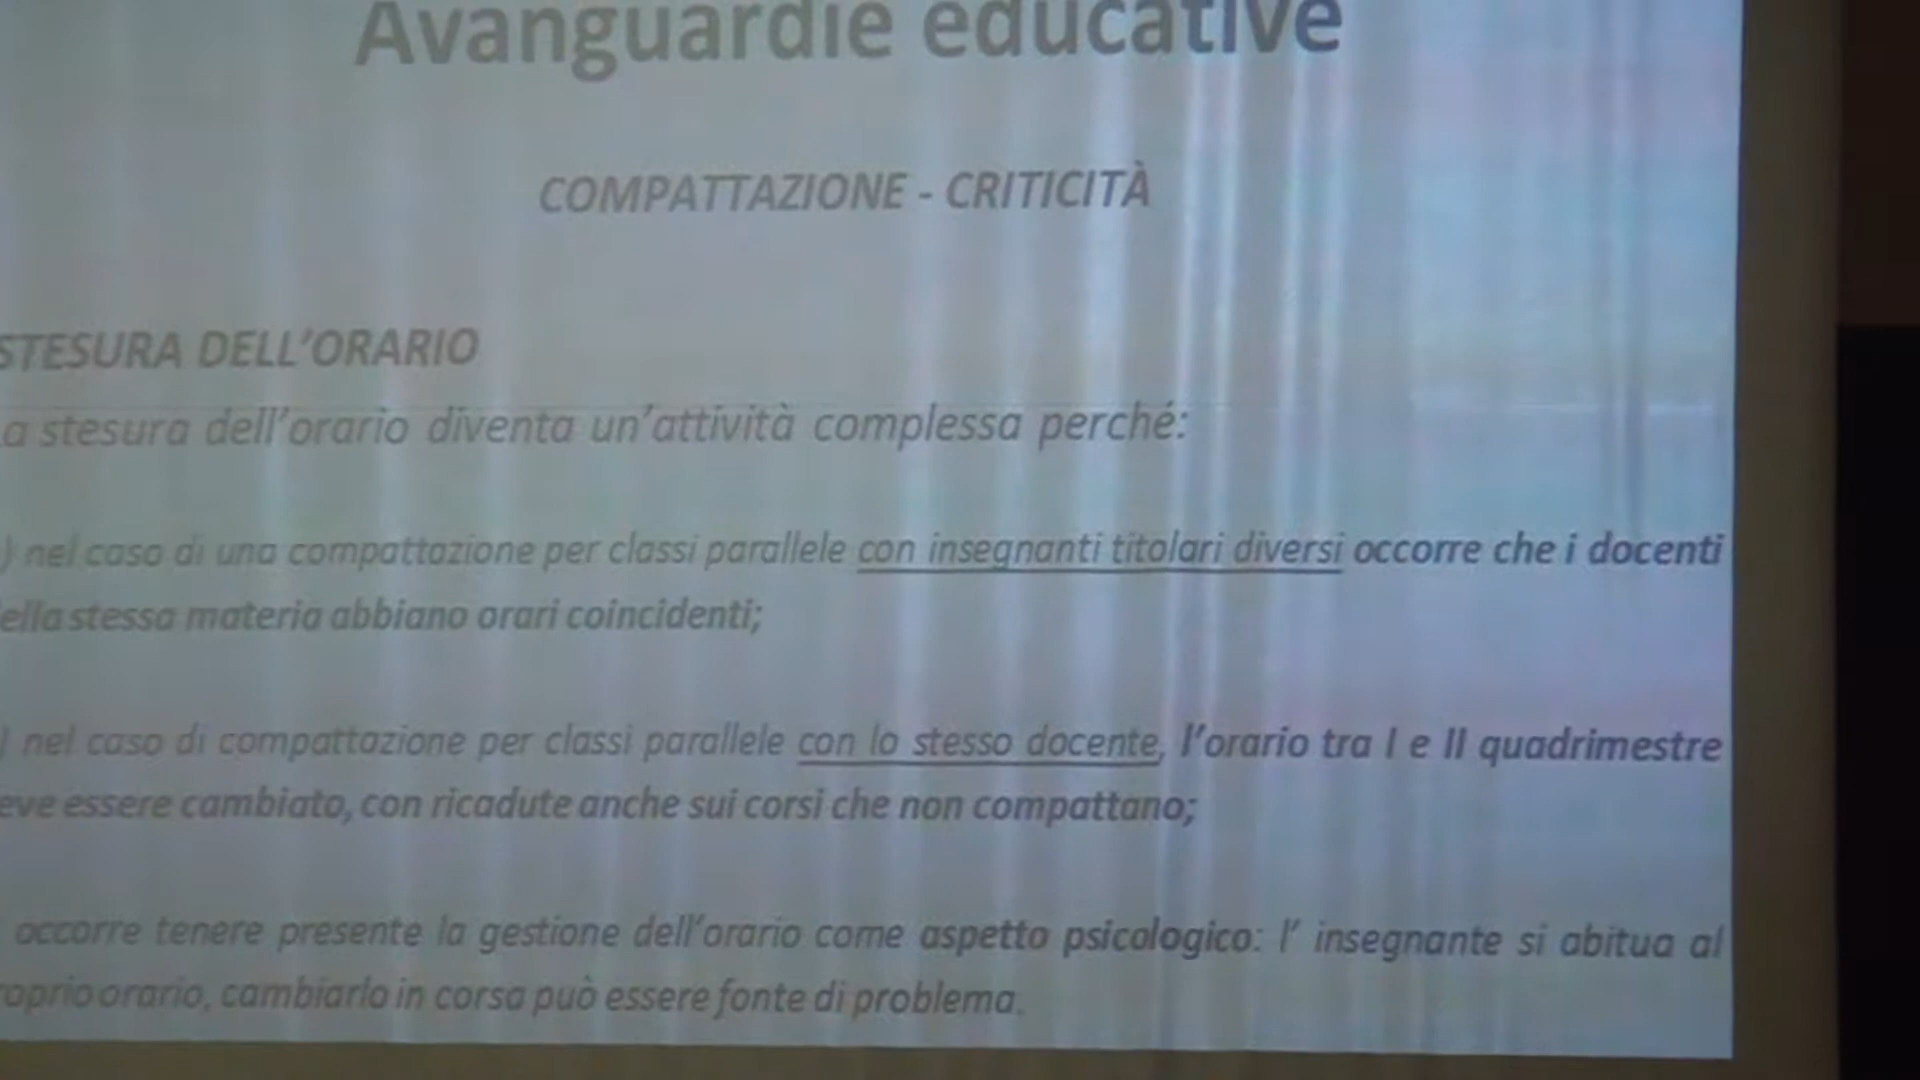 Avanguardie educative
COMPATTAZIONE - CRITICITÀ
STESURA DELL'ORARIO
La stesura dell'orario diventa un'attività complessa perché:
) nel caso di una compattazione per classi parallele con insegnanti titolari diversi occorre che i docenti
ella stessa materia abbiano orari coincidenti;
) nel caso di compattazione per classi parallele con lo stesso docente, l'orario tra I e II quadrimestre
eve essere cambiato, con ricadute anche sui corsi che non compattano;
occorre tenere presente la gestione dell'orario come aspetto psicologico: l' insegnante si abitua al
roprio orario, cambiarlo in corsa può essere fonte di problema.